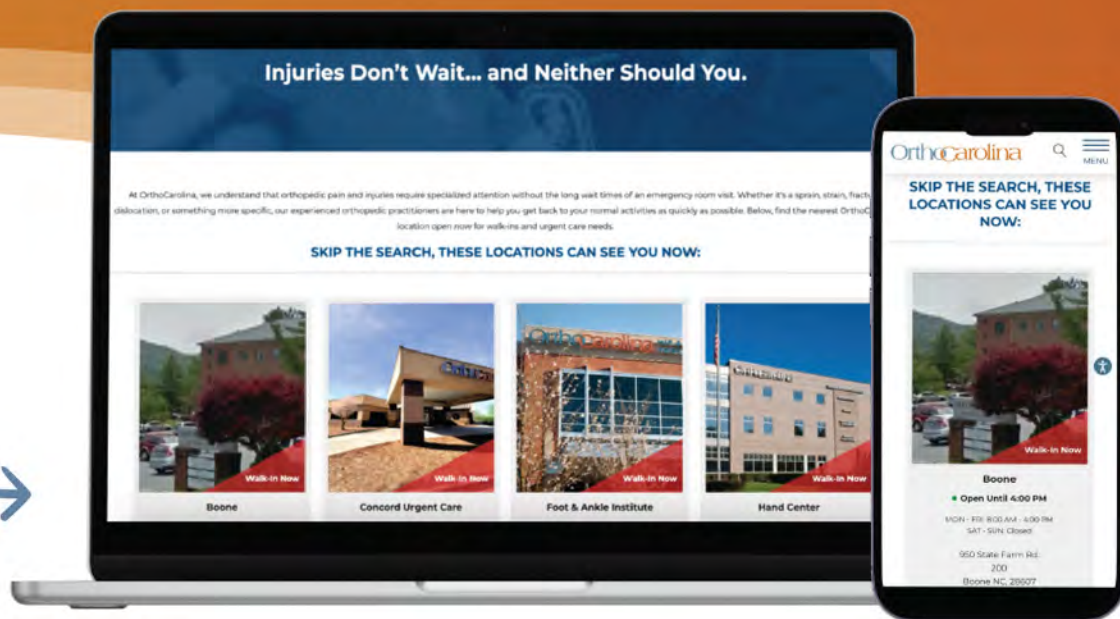 Injuries Don't Wait... and Neither Should You.
At OrthoCarolina, we understand that orthopedic pain and injuries require specialized attention without the long wait times of an emergency room visit. Whether it's a sprain, strain,
dislocation, or something more specific, our experienced orthopedic practitioners are here to help you get back to your normal activities as quickly as possible. Below, find the nearest
location open now for walk-ins and urgent care needs.
SKIP THE SEARCH, THESE LOCATIONS CAN SEE YOU NOW:
OrthoCarolina
Walk-In Now
Walk-In Now
Walk-In Now
Walk-In Now
Boone
Concord Urgent Care
Foot & Ankle Institute
Hand Center
OrthoCarolina
MENU
SKIP THE SEARCH, THESE
LOCATIONS CAN SEE YOU
NOW:
Walk-In Now
Boone
Open Until 4:00 PM
MON - FRI: 8:00 AM - 4:00 PM
SAT - SUN: Closed
950 State Farm Rd.
200
Boone NC, 28607